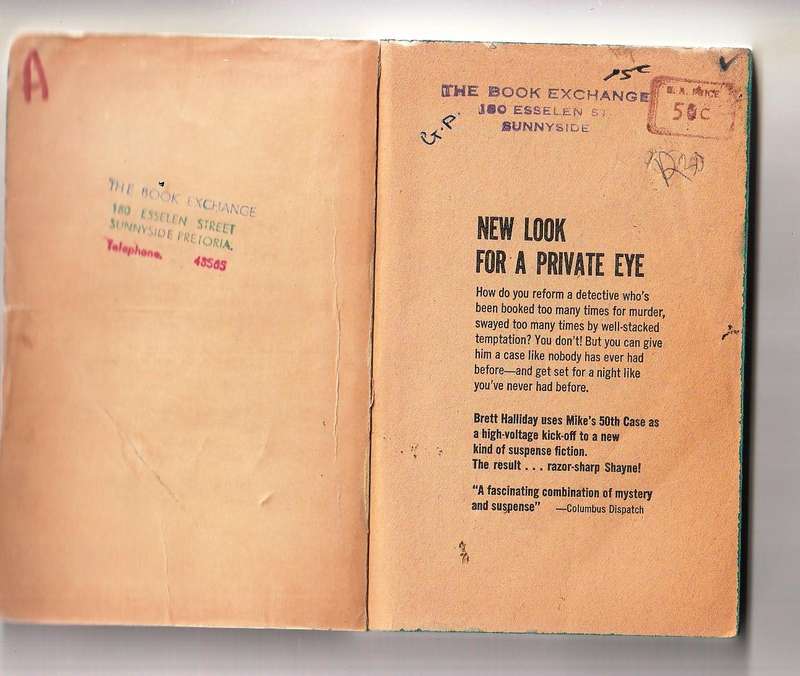 A
THE BOOK EXCHANGE
180 ESSELEN STREET
SUNNYSIDE PRETORIA.
Telephone. 43565
15c
THE BOOK EXCHANGE
180 ESSELEN ST
SUNNYSIDE
G.P.
S. A. PRICE
50c
NEW LOOK
FOR A PRIVATE EYE
How do you reform a detective who's
been booked too many times for murder,
swayed too many times by well-stacked
temptation? You don't! But you can give
him a case like nobody has ever had
before—and get set for a night like
you've never had before.
Brett Halliday uses Mike's 50th Case as
a high-voltage kick-off to a new
kind of suspense fiction.
The result . . . razor-sharp Shayne!
"A fascinating combination of mystery
and suspense" —Columbus Dispatch